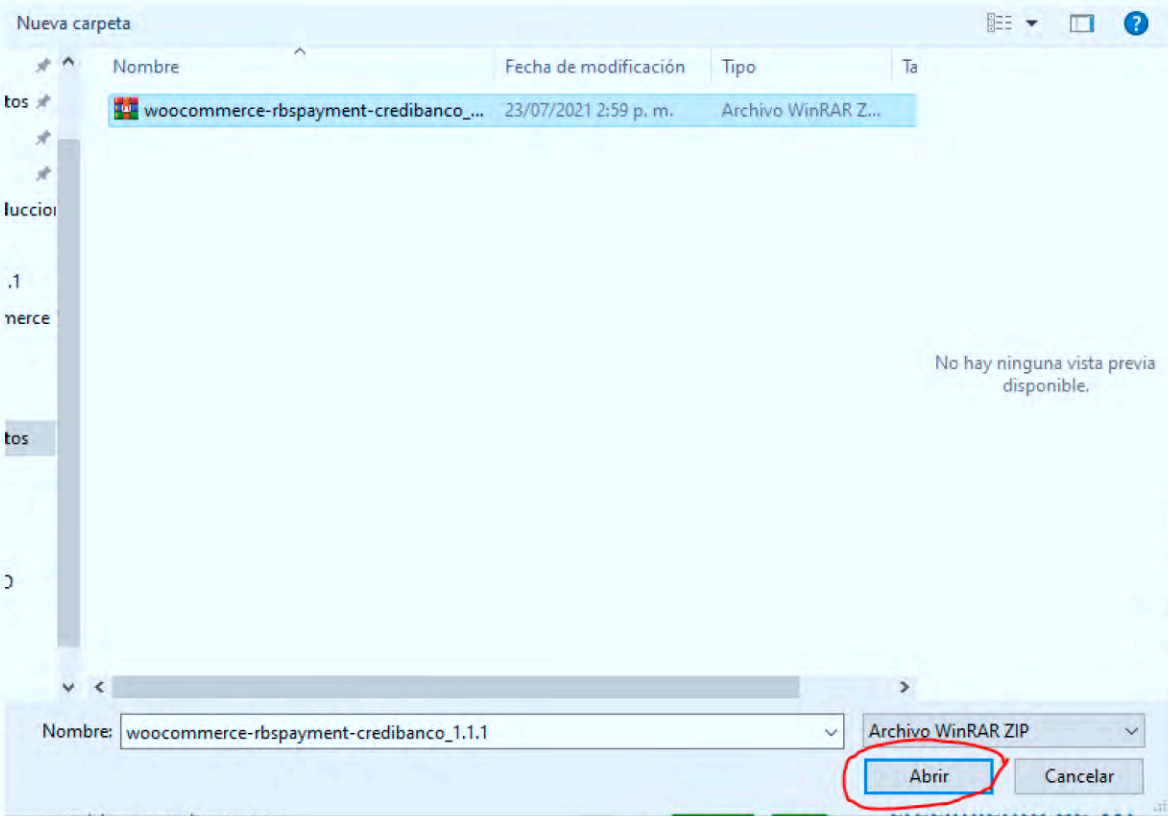 Nueva carpeta
Nombre Fecha de modificación Tipo Ta
tos
woocommerce-rbspayment-credibanco_... 23/07/2021 2:59 p. m. Archivo WinRAR Z...
duccion
.1
merce
No hay ninguna vista previa
disponible.
tos
Nombre: woocommerce-rbspayment-credibanco_1.1.1 Archivo WinRAR ZIP
Abrir Cancelar